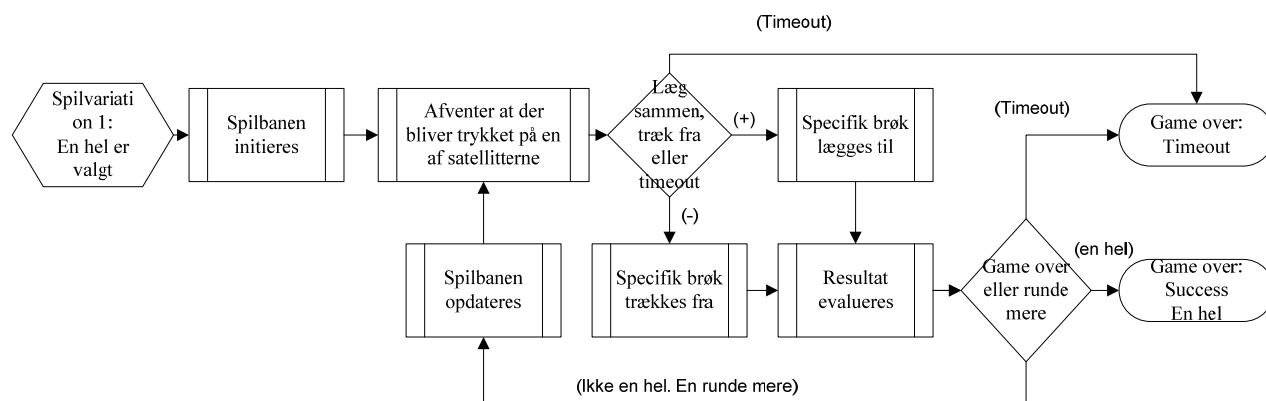 (Timeout)
Spilvariati
on 1:
En hel er
valgt
Spilbanen
initieres
Afventer at der
bliver trykket på en
af satellitterne
Læg
sammen,
træk fra
eller
timeout
(+)
Specifik brøk
lægges til
(Timeout)
Game over:
Timeout
(-)
Spilbanen
opdateres
Specifik brøk
trækkes fra
Resultat
evalueres
Game over
eller runde
mere
(en hel)
Game over:
Success
En hel
(Ikke en hel. En runde mere)